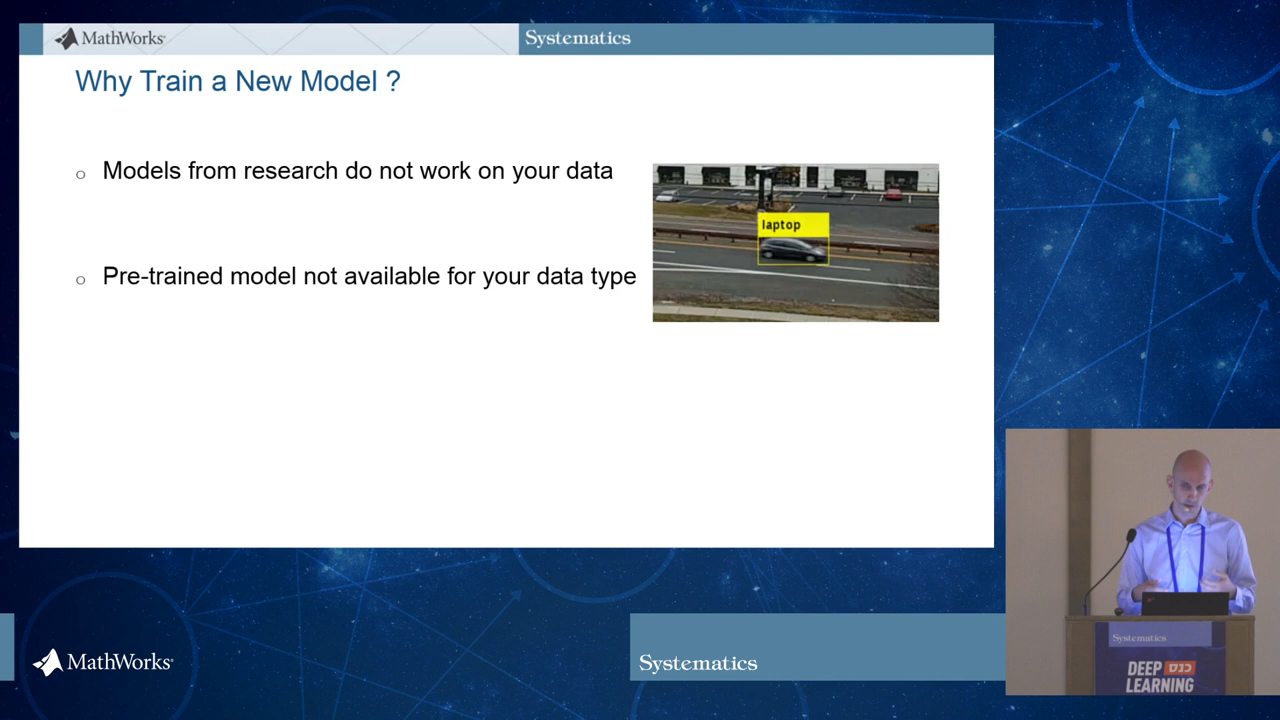 MathWorks
Systematics
Why Train a New Model ?
Models from research do not work on your data
laptop
Pre-trained model not available for your data type
MathWorks
Systematics
Systematics
DEEP כנס
LEARNING